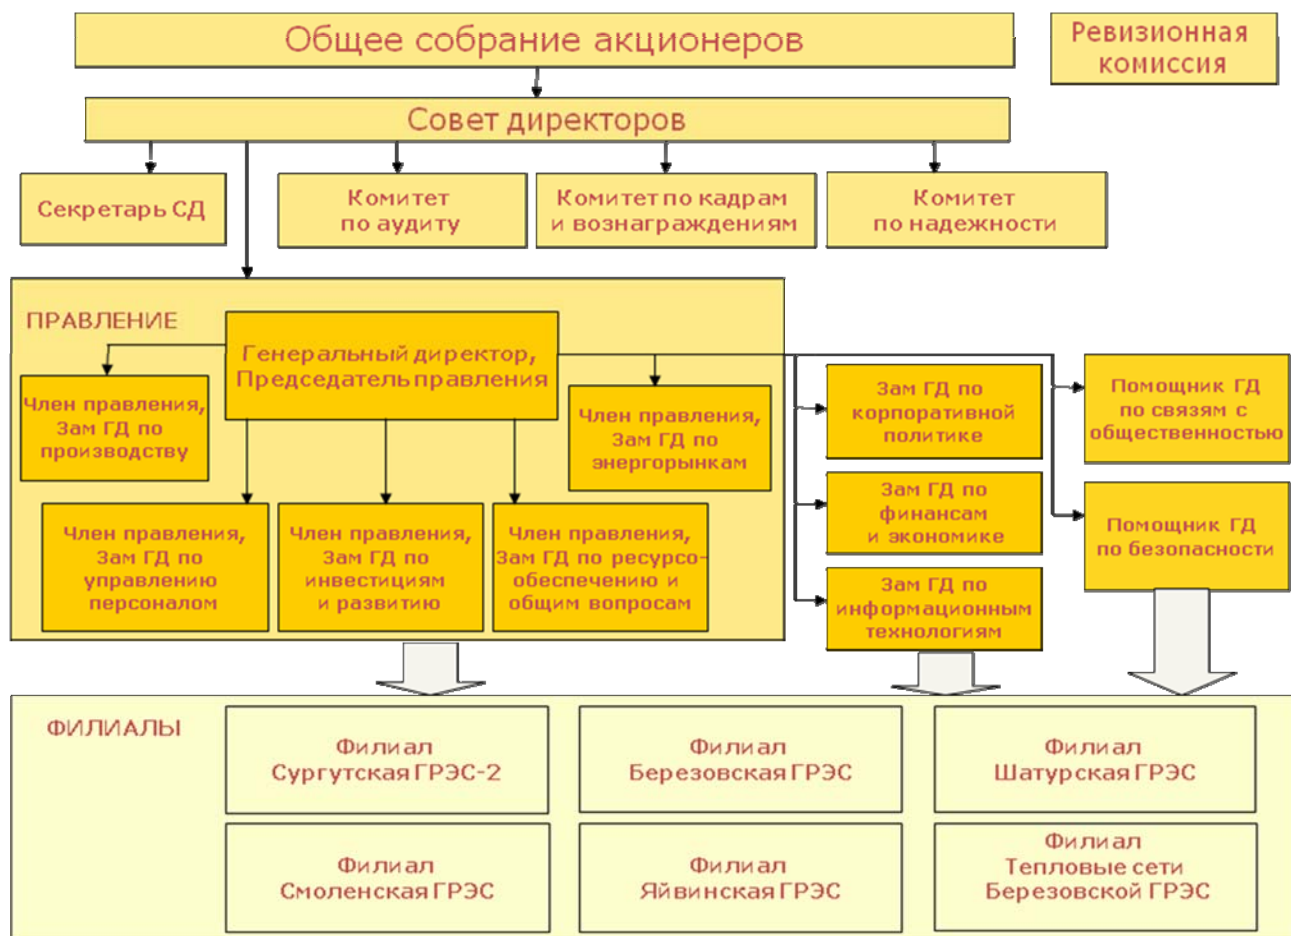 Общее собрание акционеров
Ревизионная
комиссия
Совет директоров
Секретарь СД
Комитет
по аудиту
Комитет по кадрам
и вознаграждениям
Комитет
по надежности
ПРАВЛЕНИЕ
Генеральный директор,
Председатель правления
Член правления,
Зам ГД по
производству
Член правления,
Зам ГД по
энергорынкам
Член правления,
Зам ГД по
управлению
персоналом
Член правления,
Зам ГД по
инвестициям
и развитию
Член правления,
Зам ГД по ресурсо-
обеспечению и
общим вопросам
Зам ГД по
корпоративной
политике
Зам ГД по
финансам
и экономике
Зам ГД по
информационным
технологиям
Помощник ГД
по связям с
общественностью
Помощник ГД
по безопасности
ФИЛИАЛЫ
Филиал
Сургутская ГРЭС-2
Филиал
Березовская ГРЭС
Филиал
Шатурская ГРЭС
Филиал
Смоленская ГРЭС
Филиал
Яйвинская ГРЭС
Филиал
Тепловые сети
Березовской ГРЭС